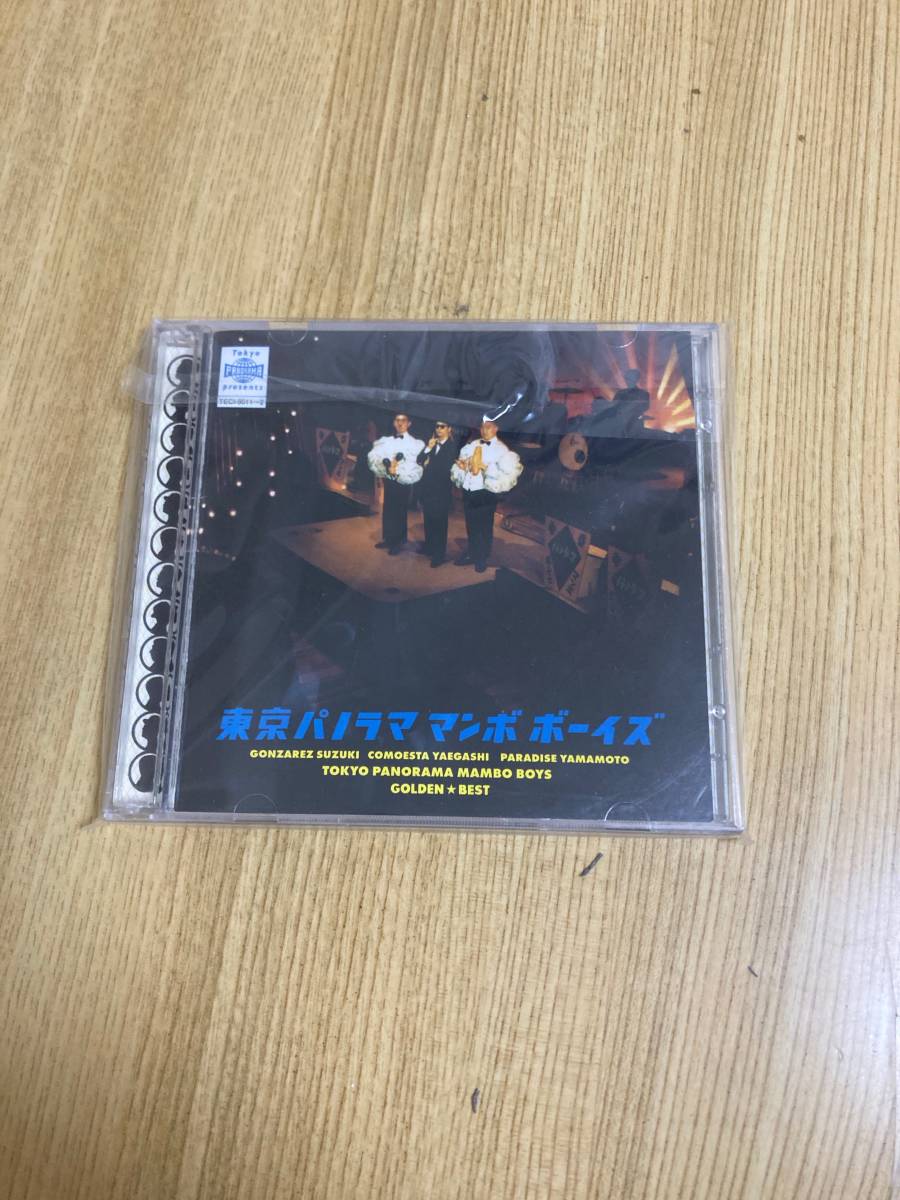 Tokyo
PANORAMA
presents
東京パノラママンボボーイズ
GONZAREZ SUZUKI COMOESTA YAEGASHI PARADISE YAMAMOTO
TOKYO PANORAMA MAMBO BOYS
GOLDEN★BEST